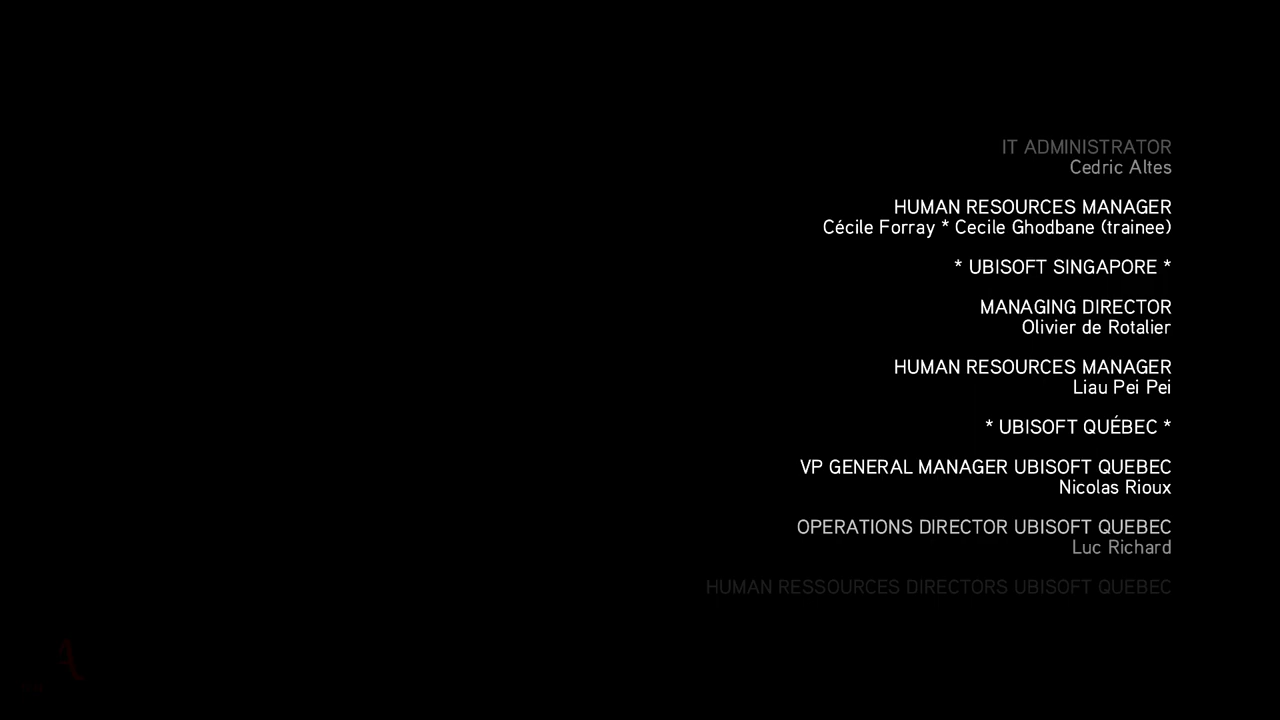 IT ADMINISTRATOR
Cedric Altes
HUMAN RESOURCES MANAGER
Cécile Forray * Cecile Ghodbane (trainee)
* UBISOFT SINGAPORE *
MANAGING DIRECTOR
Olivier de Rotalier
HUMAN RESOURCES MANAGER
Liau Pei Pei
* UBISOFT QUÉBEC *
VP GENERAL MANAGER UBISOFT QUEBEC
Nicolas Rioux
OPERATIONS DIRECTOR UBISOFT QUEBEC
Luc Richard
HUMAN RESSOURCES DIRECTORS UBISOFT QUEBEC